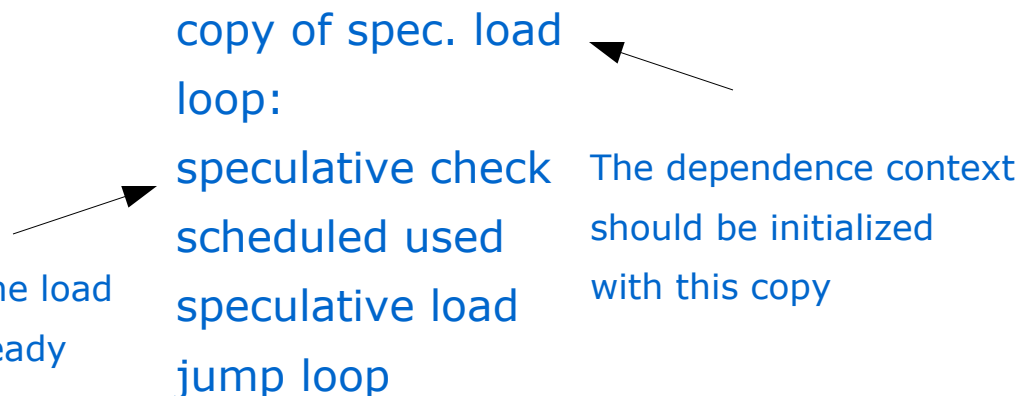 copy of spec. load
loop:
speculative check
scheduled used
speculative load
jump loop
The dependence context
should be initialized
with this copy
load